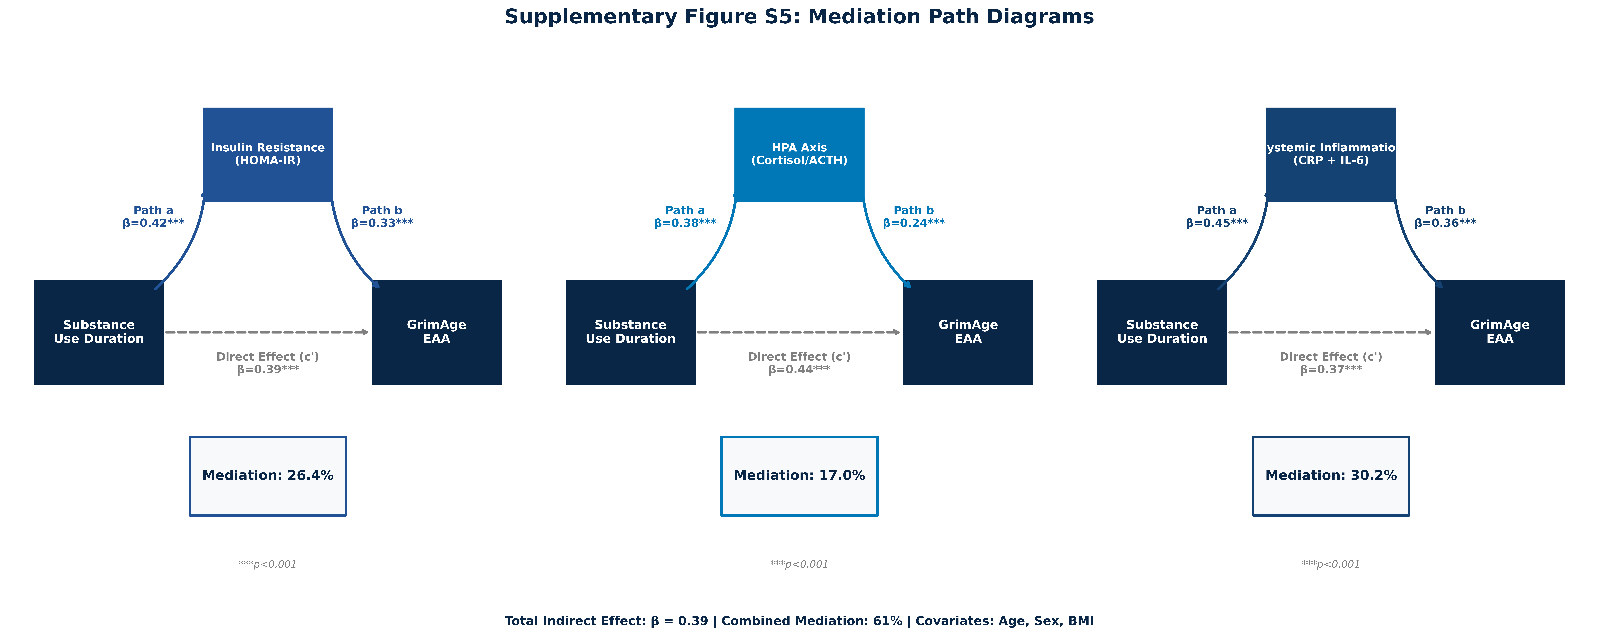 Supplementary Figure S5: Mediation Path Diagrams
Insulin Resistance
(HOMA-IR)
Path a
β=0.42***
Path b
β=0.33***
Substance
Use Duration
GrimAge
EAA
Direct Effect (c')
β=0.39***
Mediation: 26.4%
***p<0.001
HPA Axis
(Cortisol/ACTH)
Path a
β=0.38***
Path b
β=0.24***
Substance
Use Duration
GrimAge
EAA
Direct Effect (c')
β=0.44***
Mediation: 17.0%
***p<0.001
ystemic Inflammatio
(CRP + IL-6)
Path a
β=0.45***
Path b
β=0.36***
Substance
Use Duration
GrimAge
EAA
Direct Effect (c')
β=0.37***
Mediation: 30.2%
***p<0.001
Total Indirect Effect: β = 0.39 | Combined Mediation: 61% | Covariates: Age, Sex, BMI